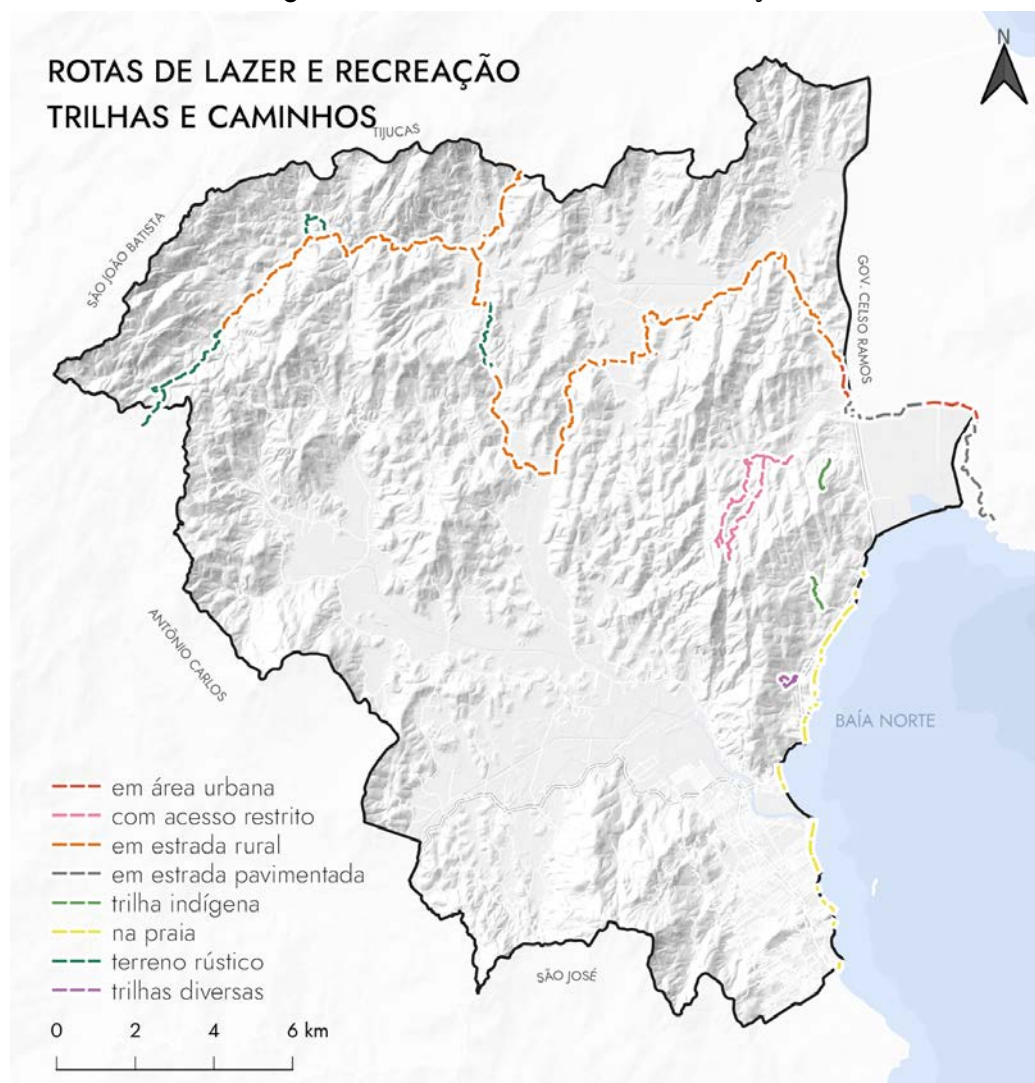 ROTAS DE LAZER E RECREAÇÃO
TRILHAS E CAMINHOS
N
TIJUCAS
SÃO JOÃO BATISTA
GOV. CELSO RAMOS
ANTÔNIO CARLOS
BAÍA NORTE
SÃO JOSÉ
em área urbana
com acesso restrito
em estrada rural
em estrada pavimentada
trilha indígena
na praia
terreno rústico
trilhas diversas
0 2 4 6 km